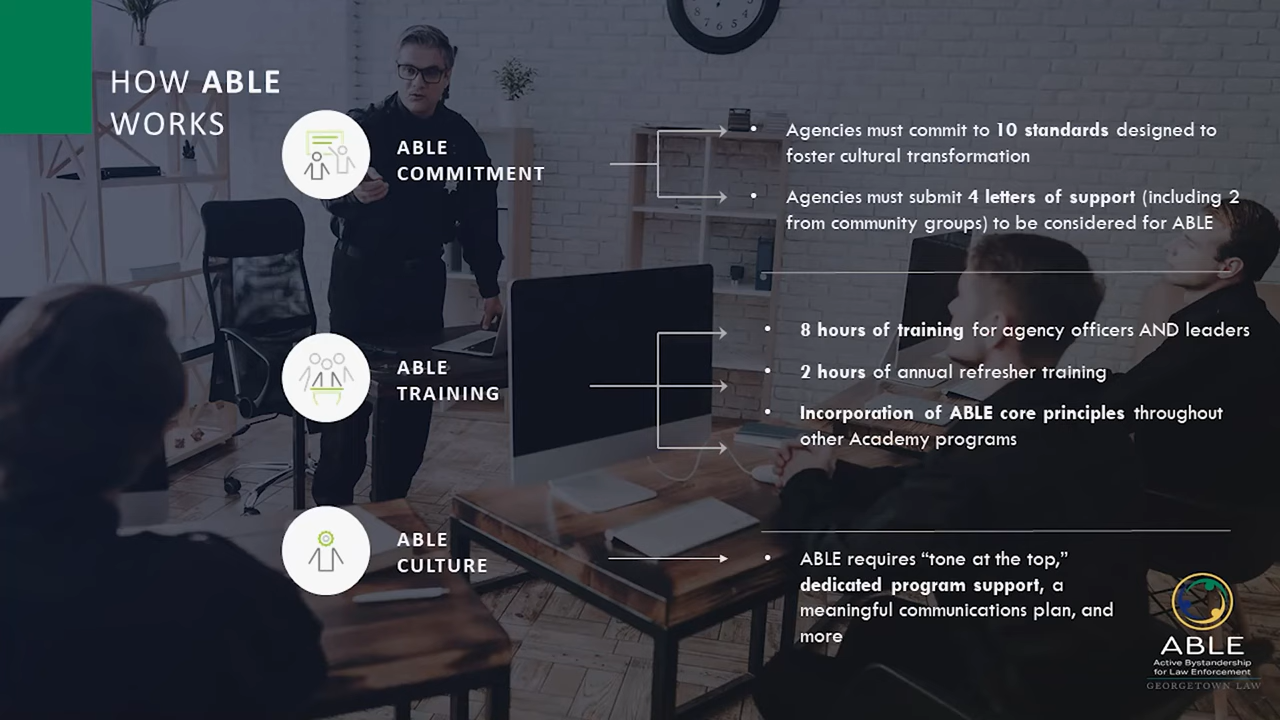 HOW ABLE
WORKS
ABLE
COMMITMENT
• Agencies must commit to 10 standards designed to
foster cultural transformation
• Agencies must submit 4 letters of support (including 2
from community groups) to be considered for ABLE
ABLE
TRAINING
• 8 hours of training for agency officers AND leaders
• 2 hours of annual refresher training
• Incorporation of ABLE core principles throughout
other Academy programs
ABLE
CULTURE
• ABLE requires “tone at the top,”
dedicated program support, a
meaningful communications plan, and
more
ABLE
Active Bystandership
for Law Enforcement
GEORGETOWN LAW
6
5